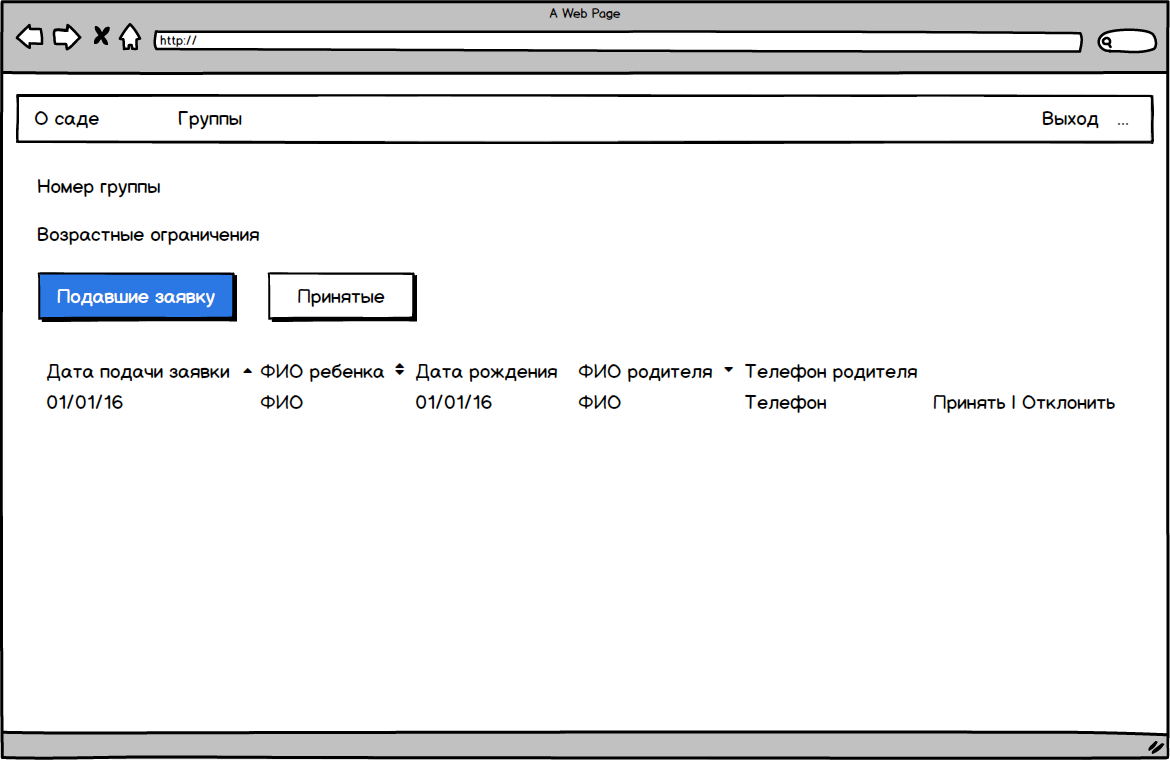 A Web Page
http://
О саде Группы Выход ...
Номер группы
Возрастные ограничения
Подавшие заявку Принятые
Дата подачи заявки ФИО ребенка Дата рождения ФИО родителя Телефон родителя
01/01/16 ФИО 01/01/16 ФИО Телефон Принять | Отклонить